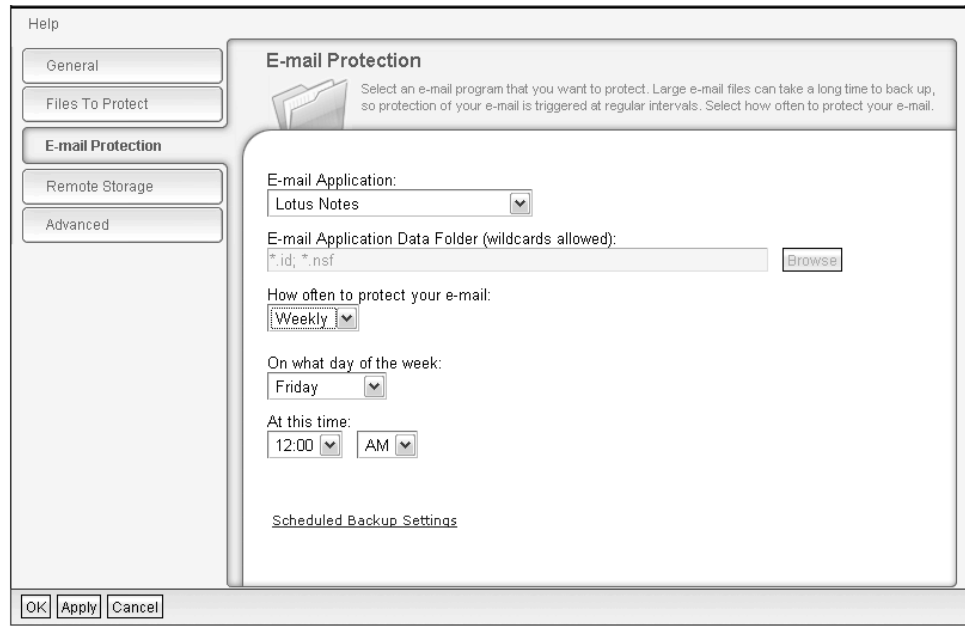 Help
General
Files To Protect
E-mail Protection
Remote Storage
Advanced
E-mail Protection
Select an e-mail program that you want to protect. Large e-mail files can take a long time to back up,
so protection of your e-mail is triggered at regular intervals. Select how often to protect your e-mail.
E-mail Application:
Lotus Notes
E-mail Application Data Folder (wildcards allowed):
*.id; *.nsf Browse
How often to protect your e-mail:
Weekly
On what day of the week:
Friday
At this time:
12:00 AM
Scheduled Backup Settings
OK Apply Cancel